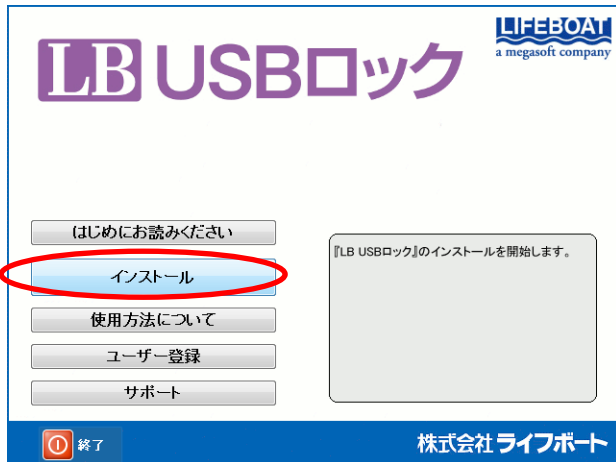 LIFEBOAT
a megasoft company
LB USBロック
はじめにお読みください
インストール
使用方法について
ユーザー登録
サポート
『LB USBロック』のインストールを開始します。
終了
株式会社 ライフボート